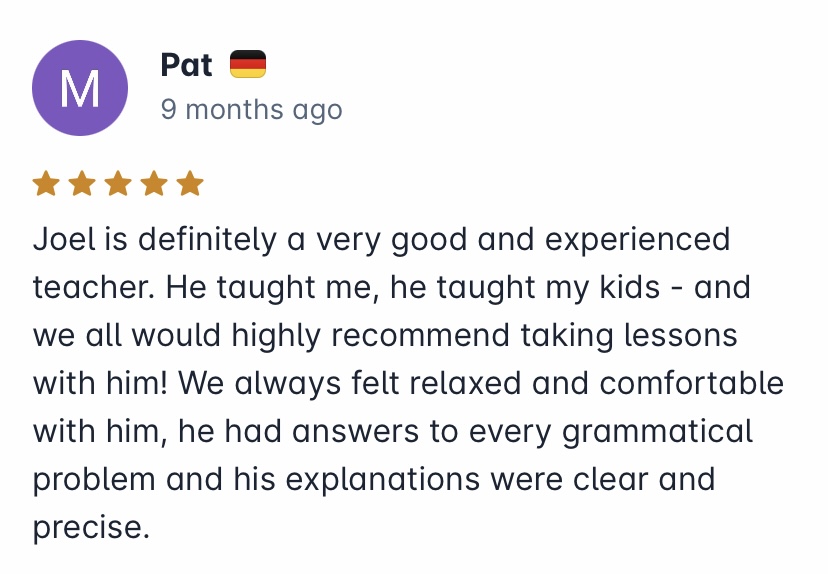 M
Pat 🇩🇪
9 months ago
Joel is definitely a very good and experienced
teacher. He taught me, he taught my kids - and
we all would highly recommend taking lessons
with him! We always felt relaxed and comfortable
with him, he had answers to every grammatical
problem and his explanations were clear and
precise.